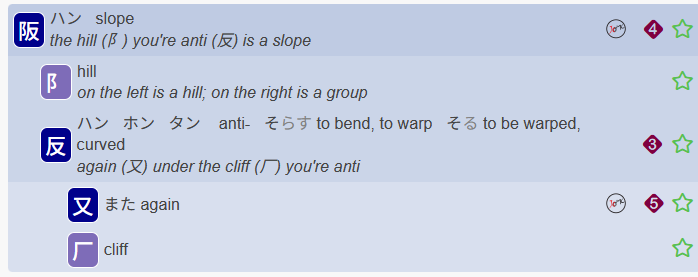 阪 ハン slope
the hill (阝) you're anti (反) is a slope
4
阝 hill
on the left is a hill; on the right is a group
反 ハン ホン タン anti- そらす to bend, to warp そる to be warped,
curved
again (又) under the cliff (厂) you're anti
3
又 また again
5
厂 cliff